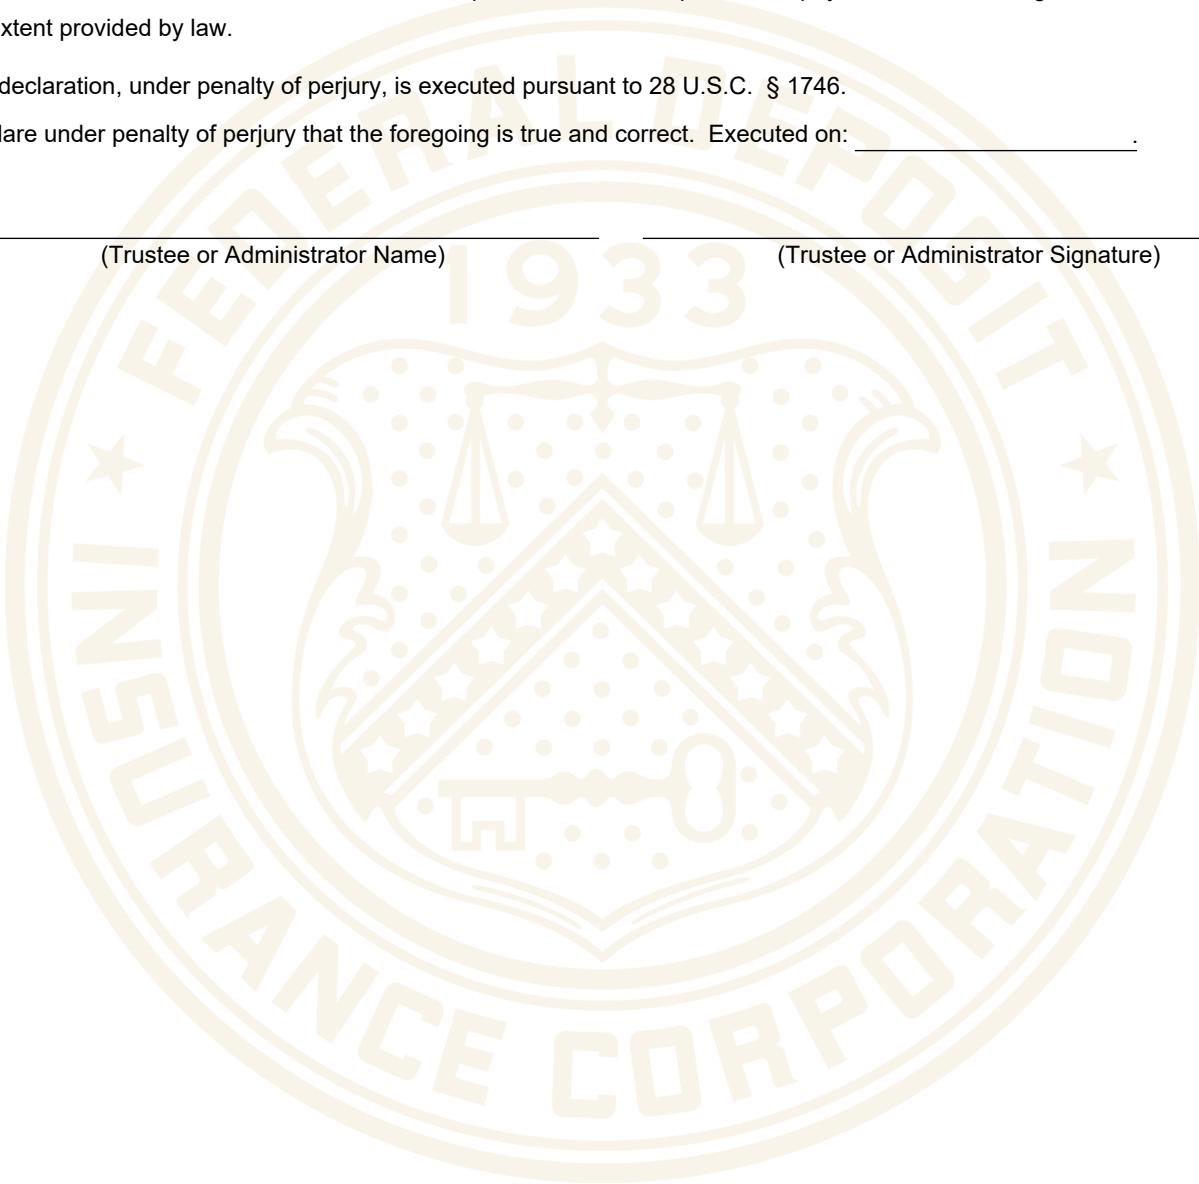 xtent provided by law.
declaration, under penalty of perjury, is executed pursuant to 28 U.S.C. § 1746.
lare under penalty of perjury that the foregoing is true and correct. Executed on: .
(Trustee or Administrator Name) (Trustee or Administrator Signature)
FEDERAL DEPOSIT
1933
INSURANCE CORPORATION